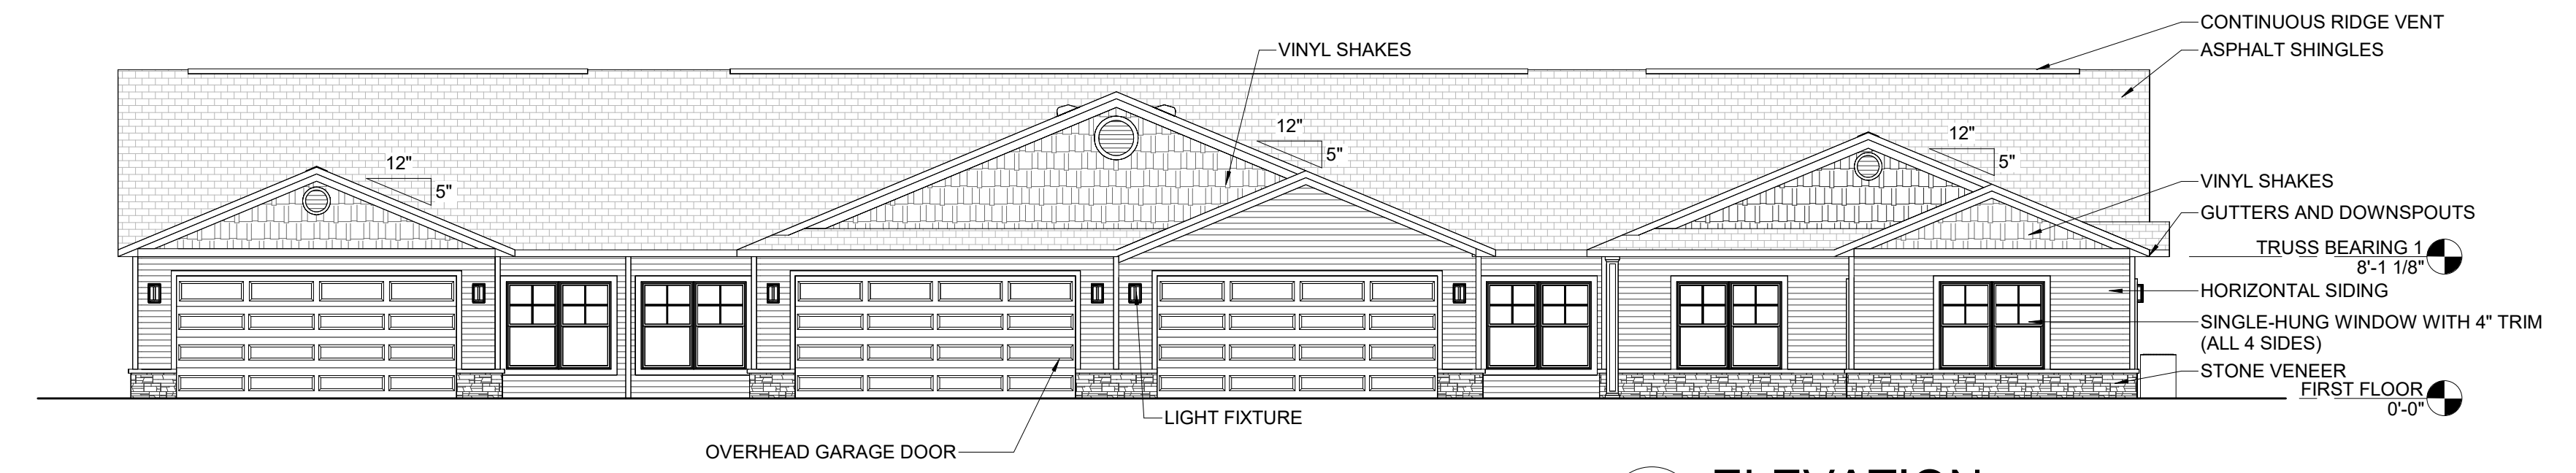 CONTINUOUS RIDGE VENT
VINYL SHAKES
ASPHALT SHINGLES
12"
5"
12"
5"
12"
5"
VINYL SHAKES
GUTTERS AND DOWNSPOUTS
TRUSS BEARING 1
8'-1 1/8"
HORIZONTAL SIDING
SINGLE-HUNG WINDOW WITH 4" TRIM
(ALL 4 SIDES)
STONE VENEER
FIRST FLOOR
0'-0"
LIGHT FIXTURE
OVERHEAD GARAGE DOOR
ELEVATION